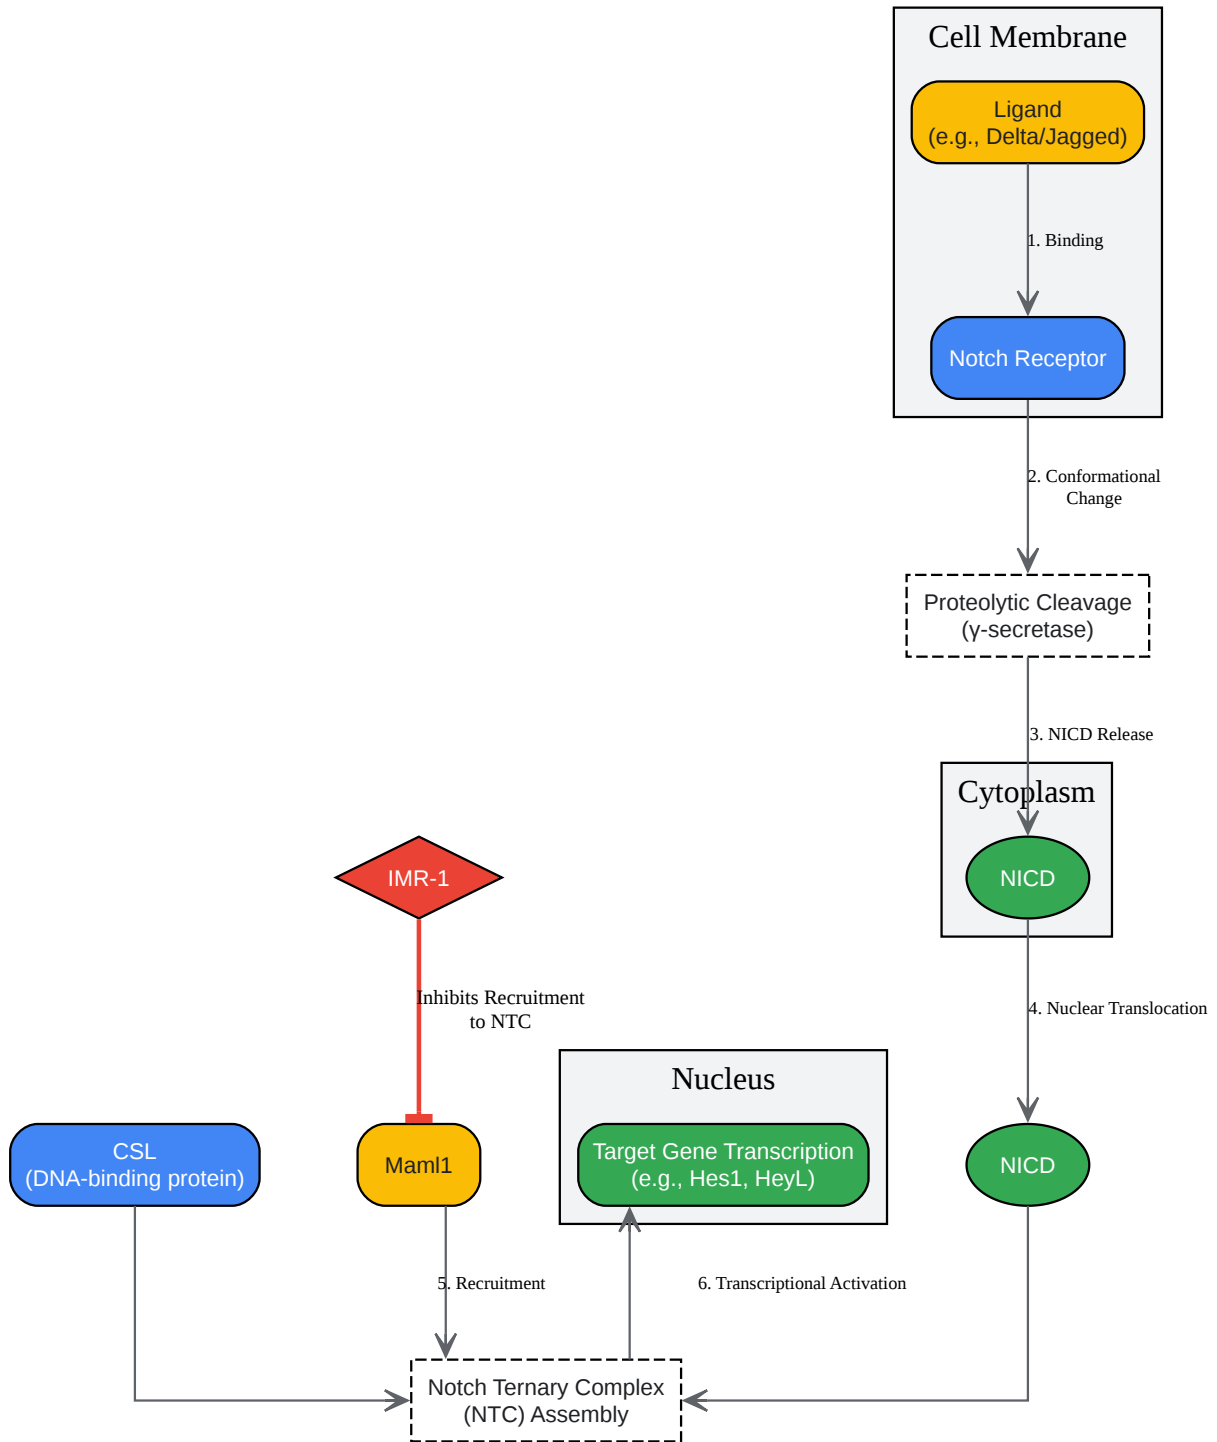 Cell Membrane
Ligand
(e.g., Delta/Jagged)
1. Binding
Notch Receptor
2. Conformational
Change
Proteolytic Cleavage
(γ-secretase)
3. NICD Release
Cytoplasm
IMR-1
NICD
Inhibits Recruitment
to NTC
4. Nuclear Translocation
Nucleus
CSL
(DNA-binding protein)
Maml1
Target Gene Transcription
(e.g., Hes1, HeyL)
NICD
5. Recruitment
6. Transcriptional Activation
Notch Ternary Complex
(NTC) Assembly